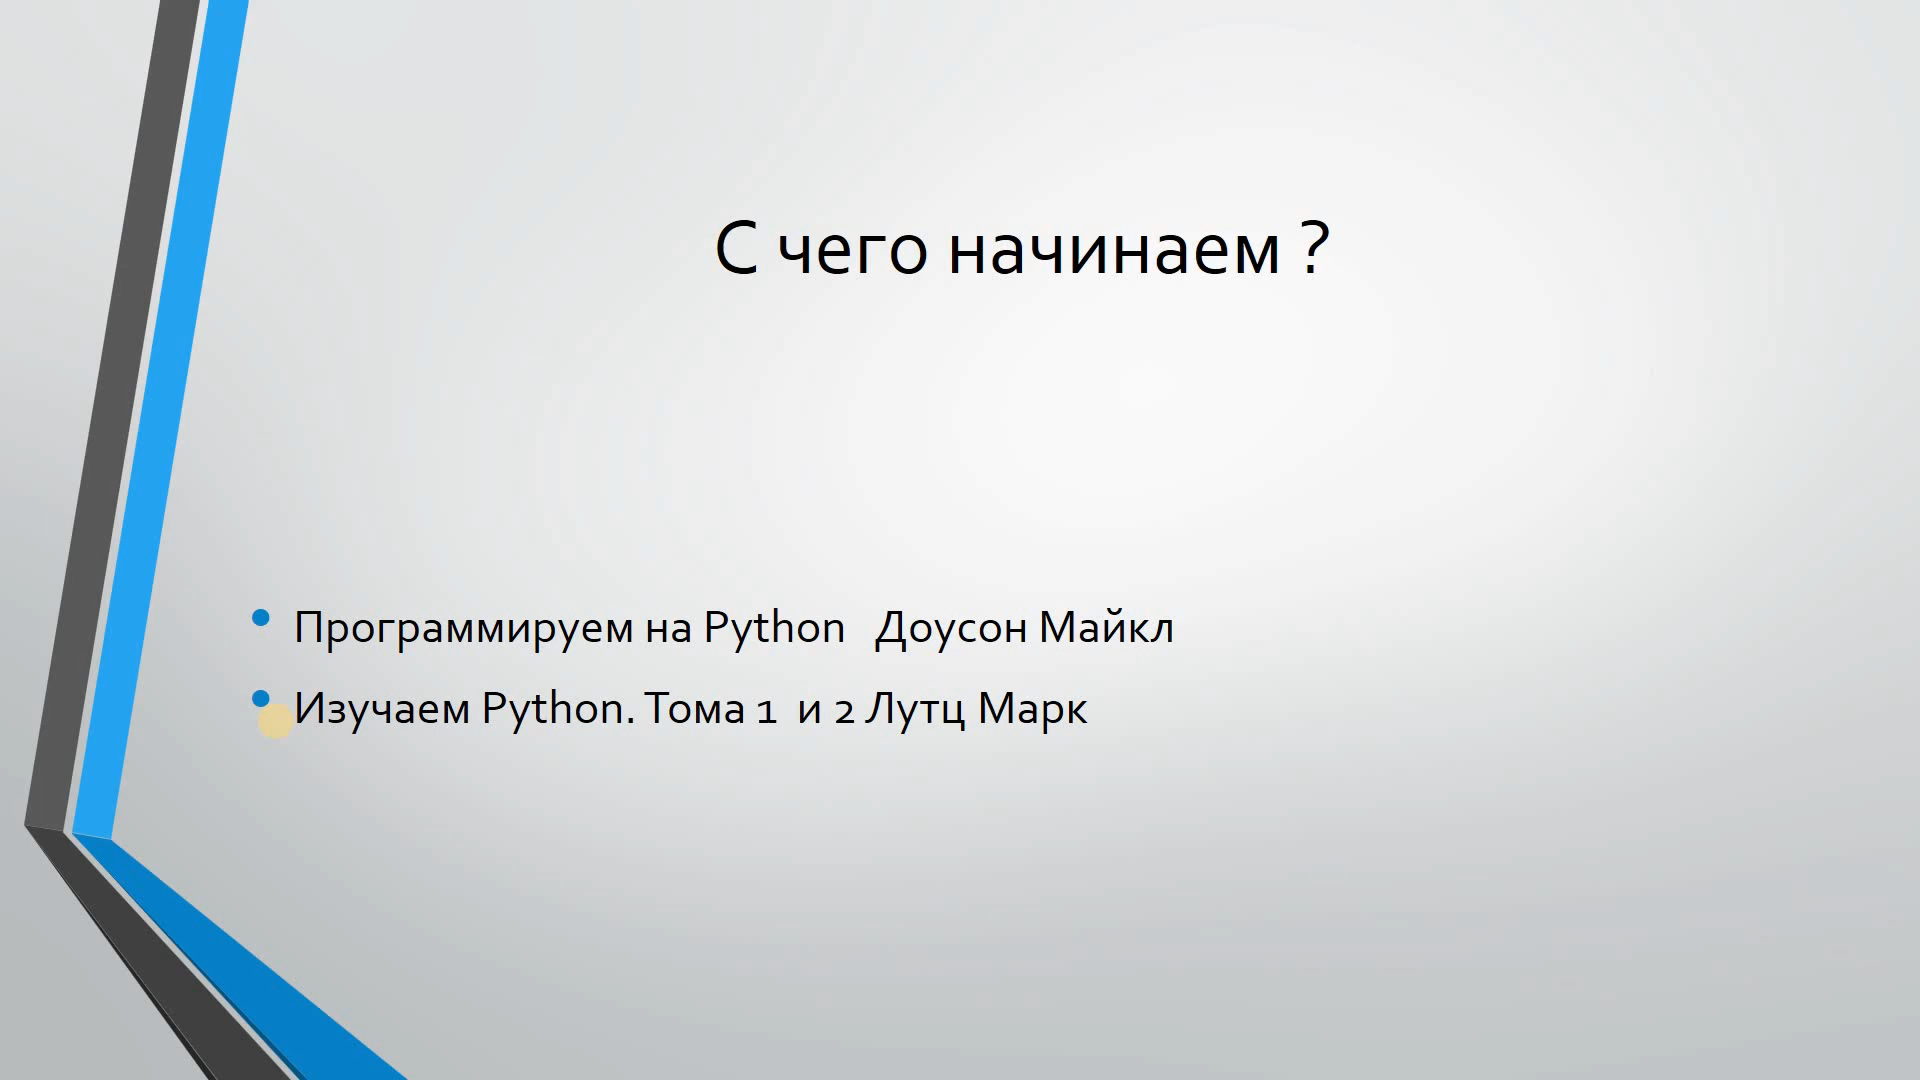 С чего начинаем ?
Программируем на Python Доусон Майкл
Изучаем Python. Тома 1 и 2 Лутц Марк